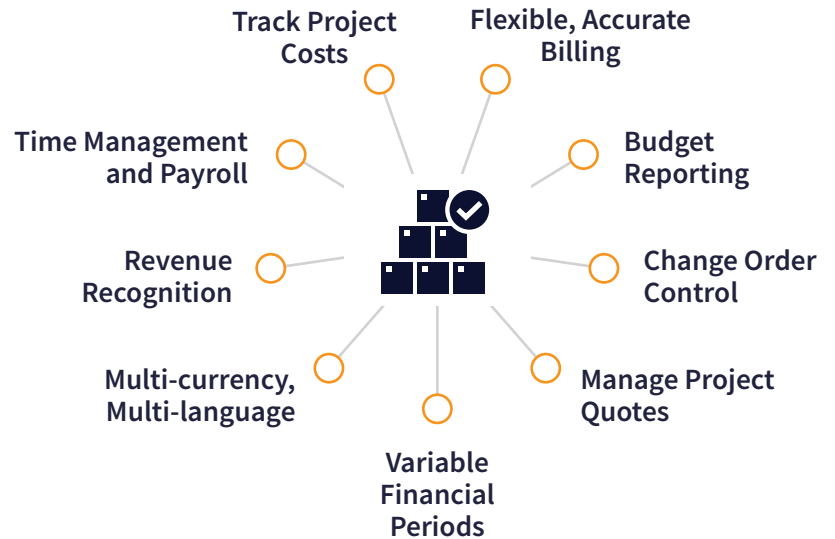 Track Project
Costs
Flexible, Accurate
Billing
Time Management
and Payroll
Budget
Reporting
Revenue
Recognition
Change Order
Control
Multi-currency,
Multi-language
Manage Project
Quotes
Variable
Financial
Periods